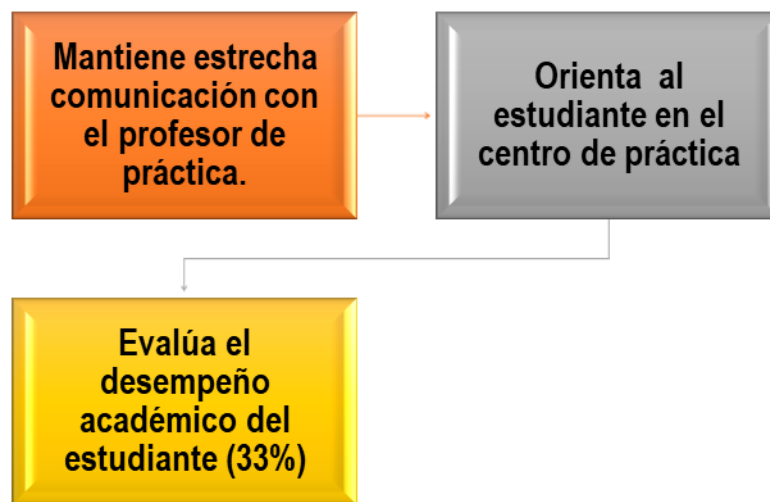 Mantiene estrecha
comunicación con
el profesor de
práctica.
Orienta al
estudiante en el
centro de práctica
Evalúa el
desempeño
académico del
estudiante (33%)